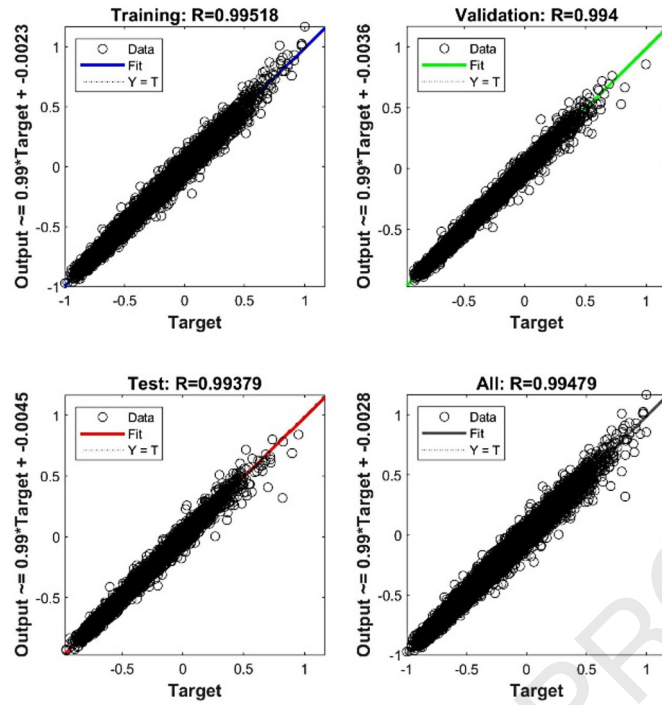 Training: R=0.99518
Output ~= 0.99*Target + -0.0023
Data
Fit
Y = T
1
0.5
0
-0.5
-1
-1
-0.5
0
0.5
1
Target
Validation: R=0.994
Output ~= 0.99*Target + -0.0036
Data
Fit
Y = T
1
0.5
0
-0.5
-0.5
0
0.5
1
Target
Test: R=0.99379
Output ~= 0.99*Target + -0.0045
Data
Fit
Y = T
1
0.5
0
-0.5
-0.5
0
0.5
1
Target
All: R=0.99479
Output ~= 0.99*Target + -0.0028
Data
Fit
Y = T
1
0.5
0
-0.5
-1
-1
-0.5
0
0.5
1
Target